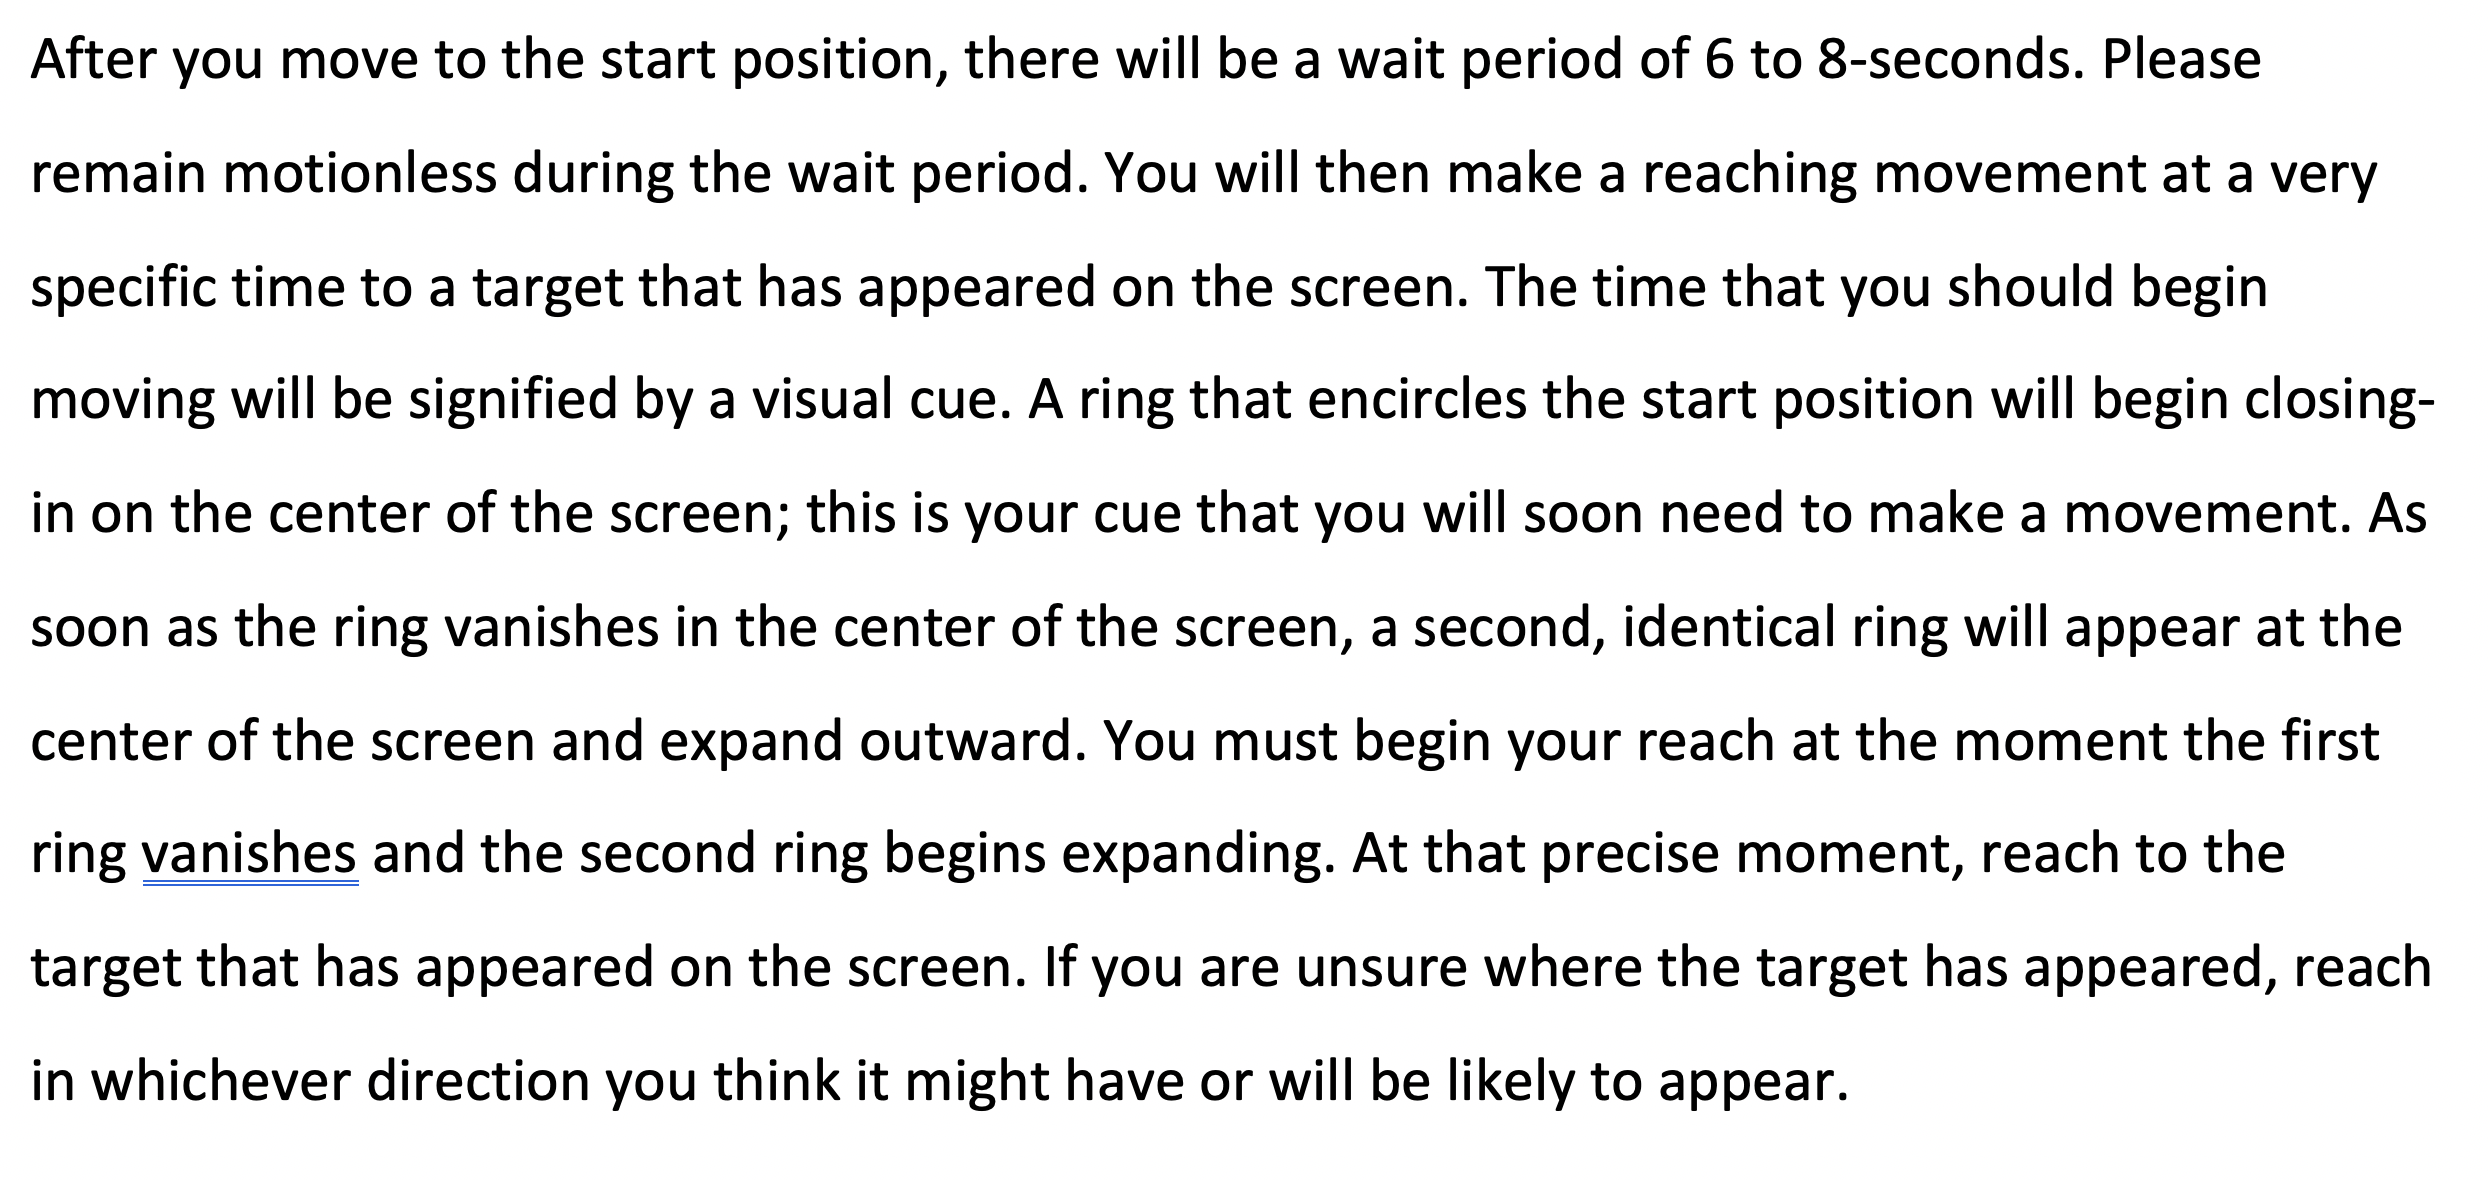 After you move to the start position, there will be a wait period of 6 to 8-seconds. Please
remain motionless during the wait period. You will then make a reaching movement at a very
specific time to a target that has appeared on the screen. The time that you should begin
moving will be signified by a visual cue. A ring that encircles the start position will begin closing-
in on the center of the screen; this is your cue that you will soon need to make a movement. As
soon as the ring vanishes in the center of the screen, a second, identical ring will appear at the
center of the screen and expand outward. You must begin your reach at the moment the first
ring vanishes and the second ring begins expanding. At that precise moment, reach to the
target that has appeared on the screen. If you are unsure where the target has appeared, reach
in whichever direction you think it might have or will be likely to appear.